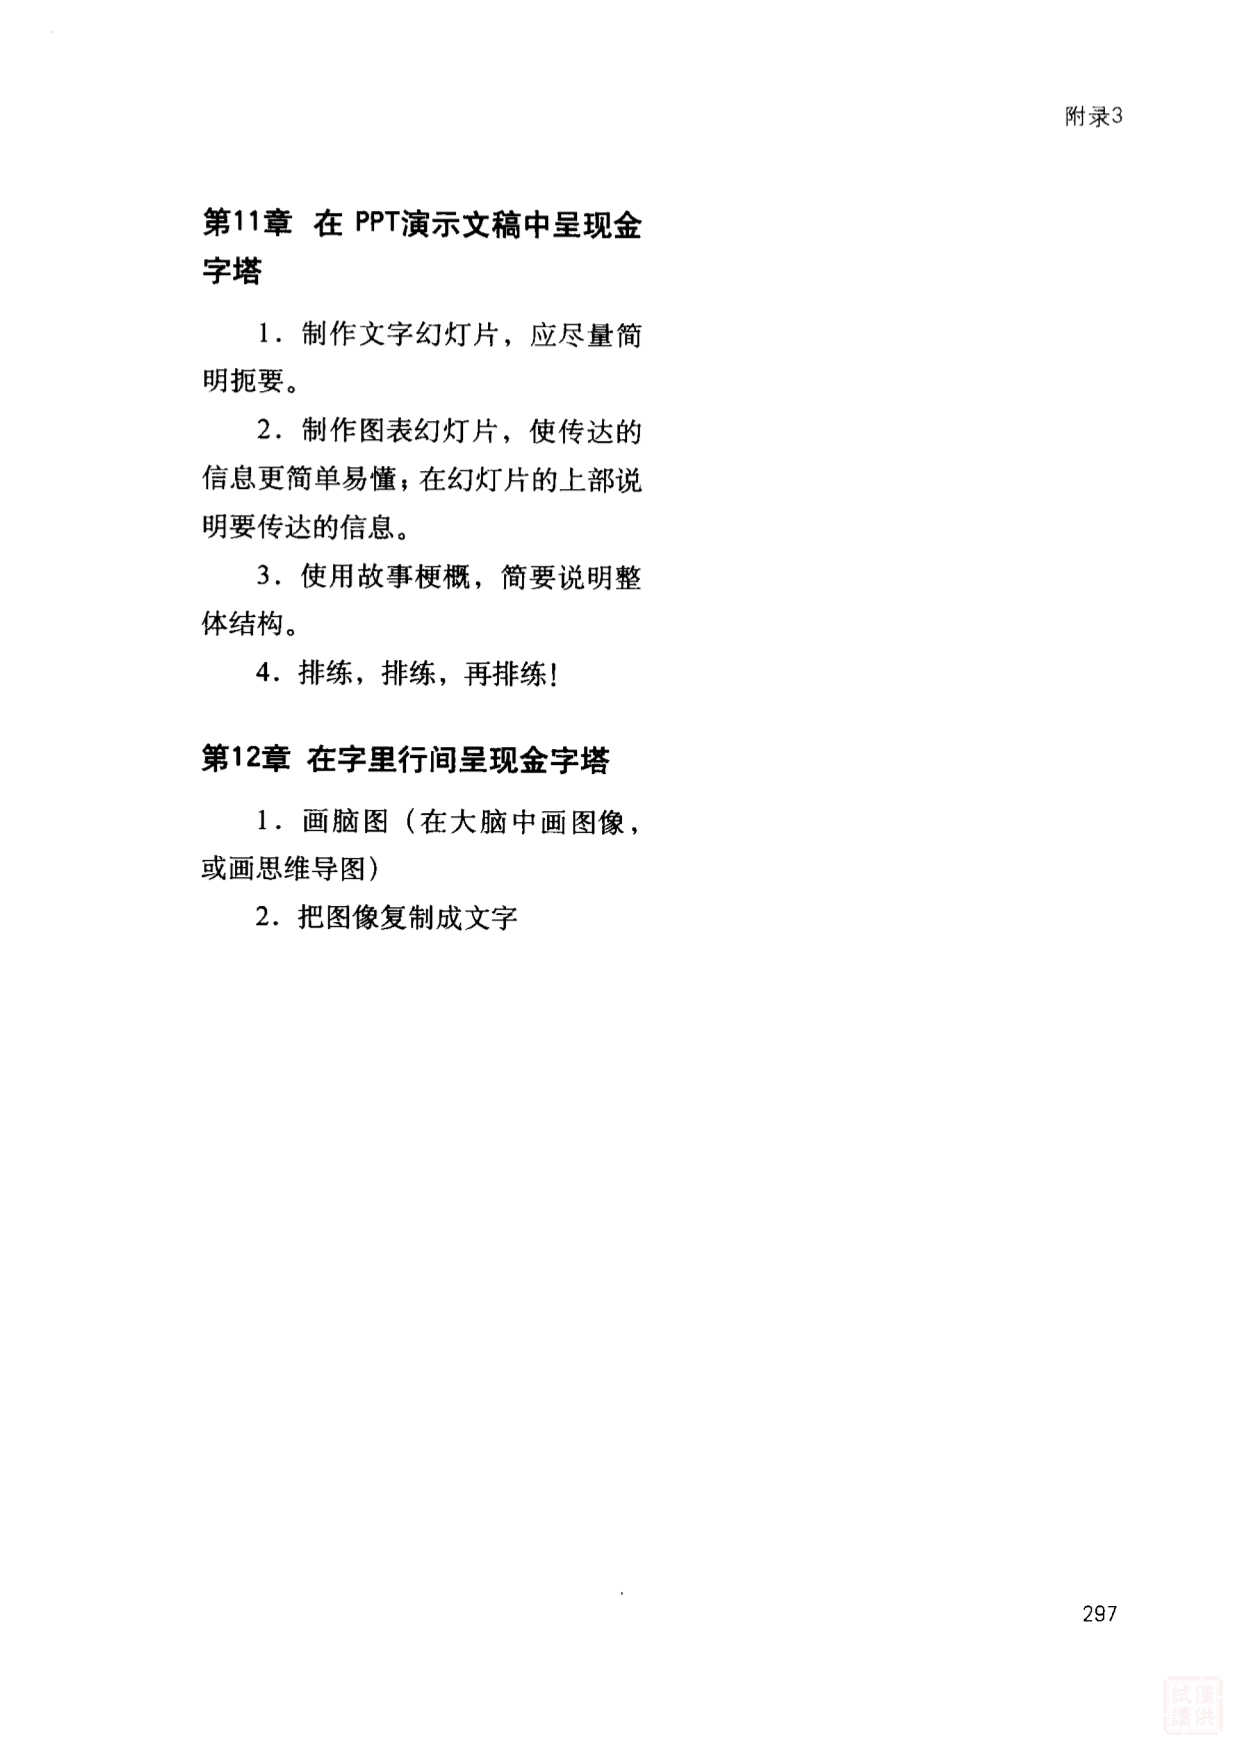 附录3
第11章 在 PPT演示文稿中呈现金
字塔
1. 制作文字幻灯片，应尽量简
明扼要。
2. 制作图表幻灯片，使传达的
信息更简单易懂；在幻灯片的上部说
明要传达的信息。
3. 使用故事梗概，简要说明整
体结构。
4. 排练，排练，再排练！
第12章 在字里行间呈现金字塔
1. 画脑图（在大脑中画图像，
或画思维导图）
2. 把图像复制成文字
297
僅供
試讀